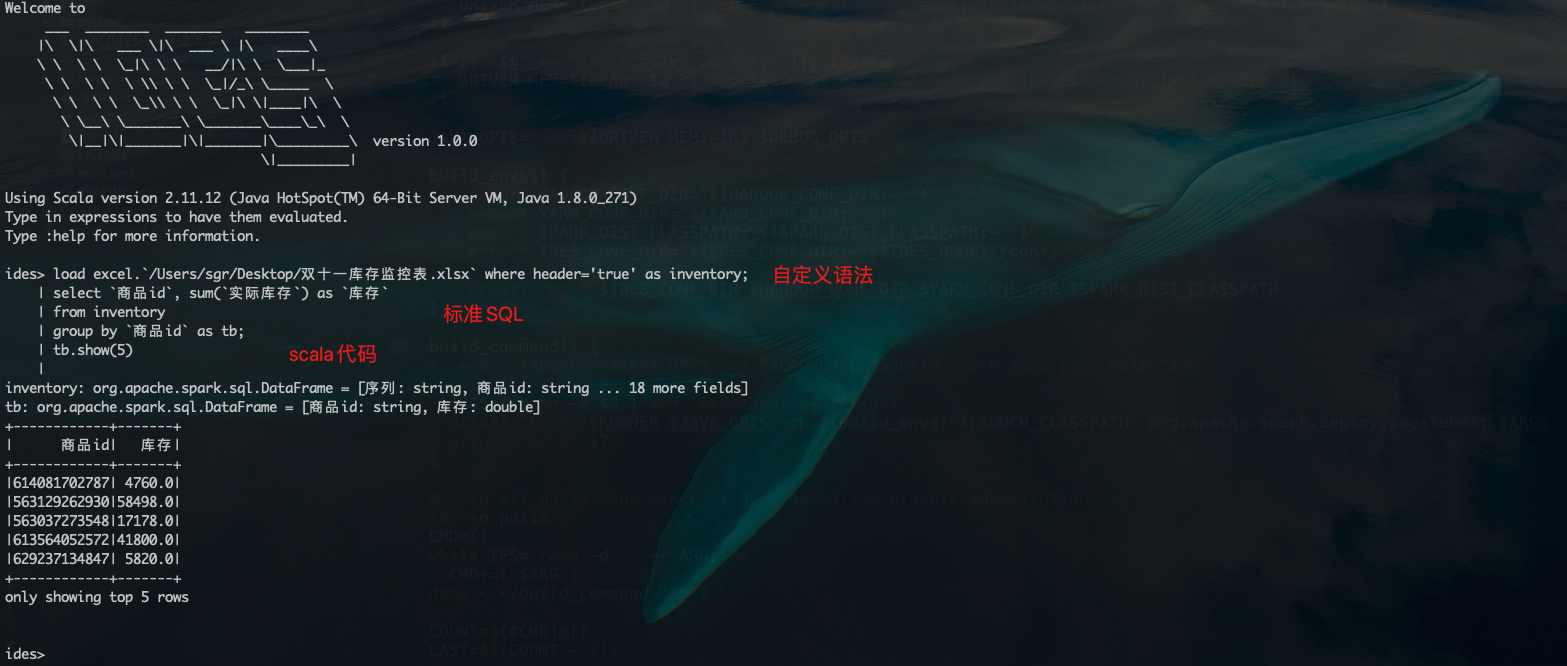 Welcome to
version 1.0.0
Using Scala version 2.11.12 (Java HotSpot(TM) 64-Bit Server VM, Java 1.8.0_271)
Type in expressions to have them evaluated.
Type :help for more information.
ides> load excel.`/Users/sgr/Desktop/双十一库存监控表.xlsx` where header='true' as inventory; 自定义语法
| select `商品id`, sum(`实际库存`) as `库存`
| from inventory 标准SQL
| group by `商品id` as tb;
| tb.show(5) scala代码
|
inventory: org.apache.spark.sql.DataFrame = [序列: string, 商品id: string ... 18 more fields]
tb: org.apache.spark.sql.DataFrame = [商品id: string, 库存: double]
+------------+-------+
|      商品id|   库存|
+------------+-------+
|614081702787| 4760.0|
|563129262930|58498.0|
|563037273548|17178.0|
|613564052572|41800.0|
|629237134847| 5820.0|
+------------+-------+
only showing top 5 rows
ides>